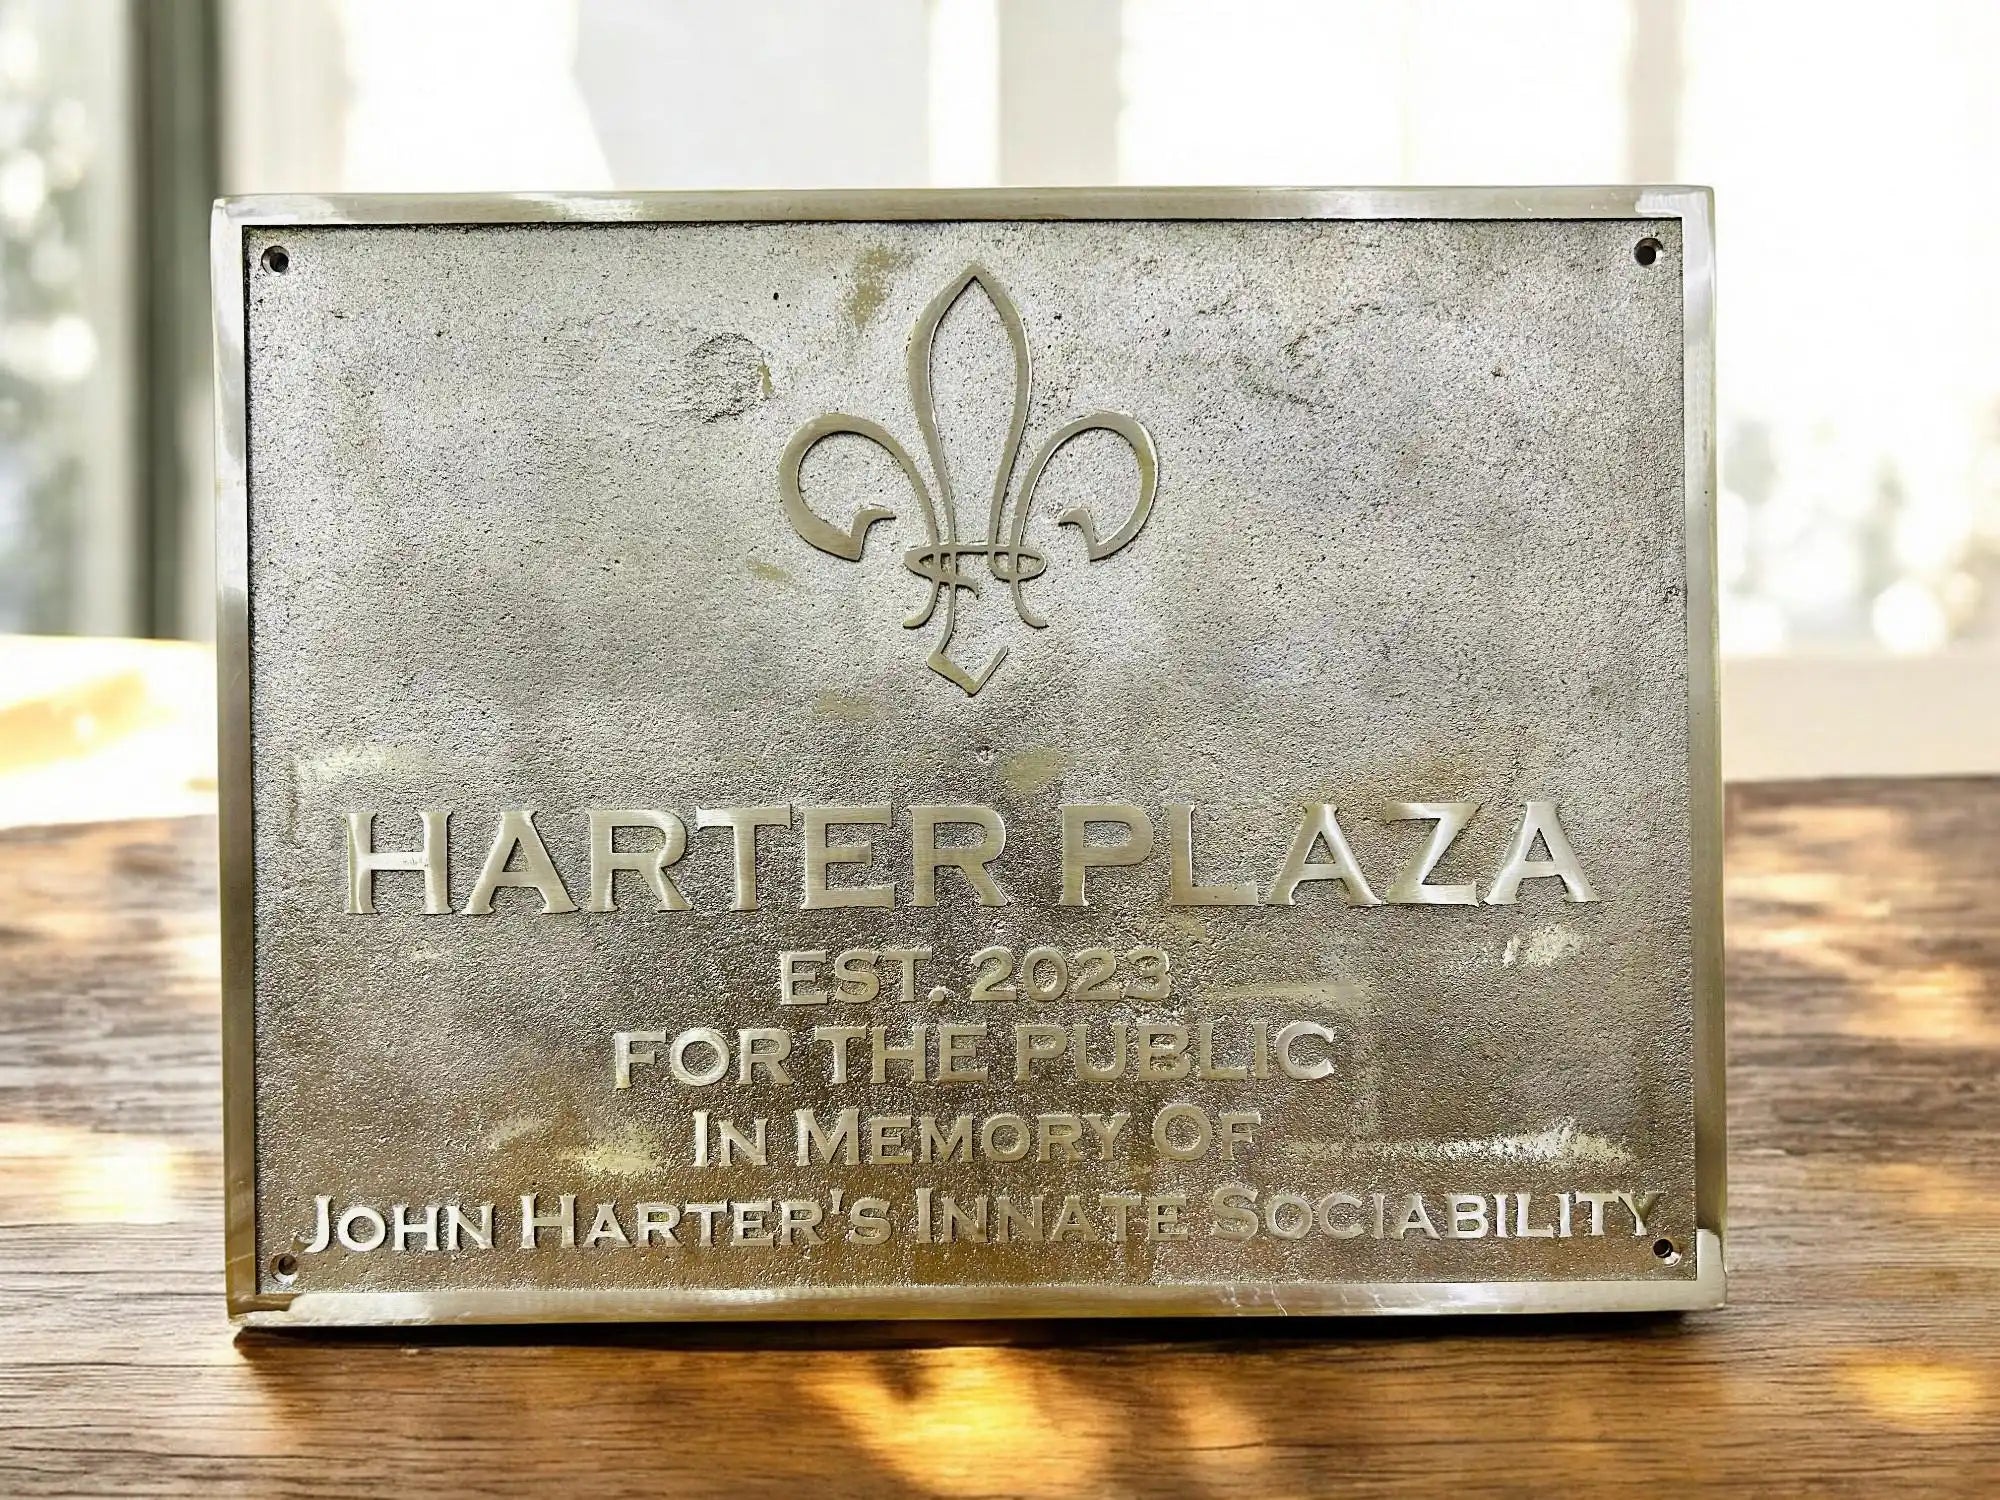 HARTER PLAZA
EST. 2023
FOR THE PUBLIC
IN MEMORY OF
JOHN HARTER'S INNATE SOCIABILITY